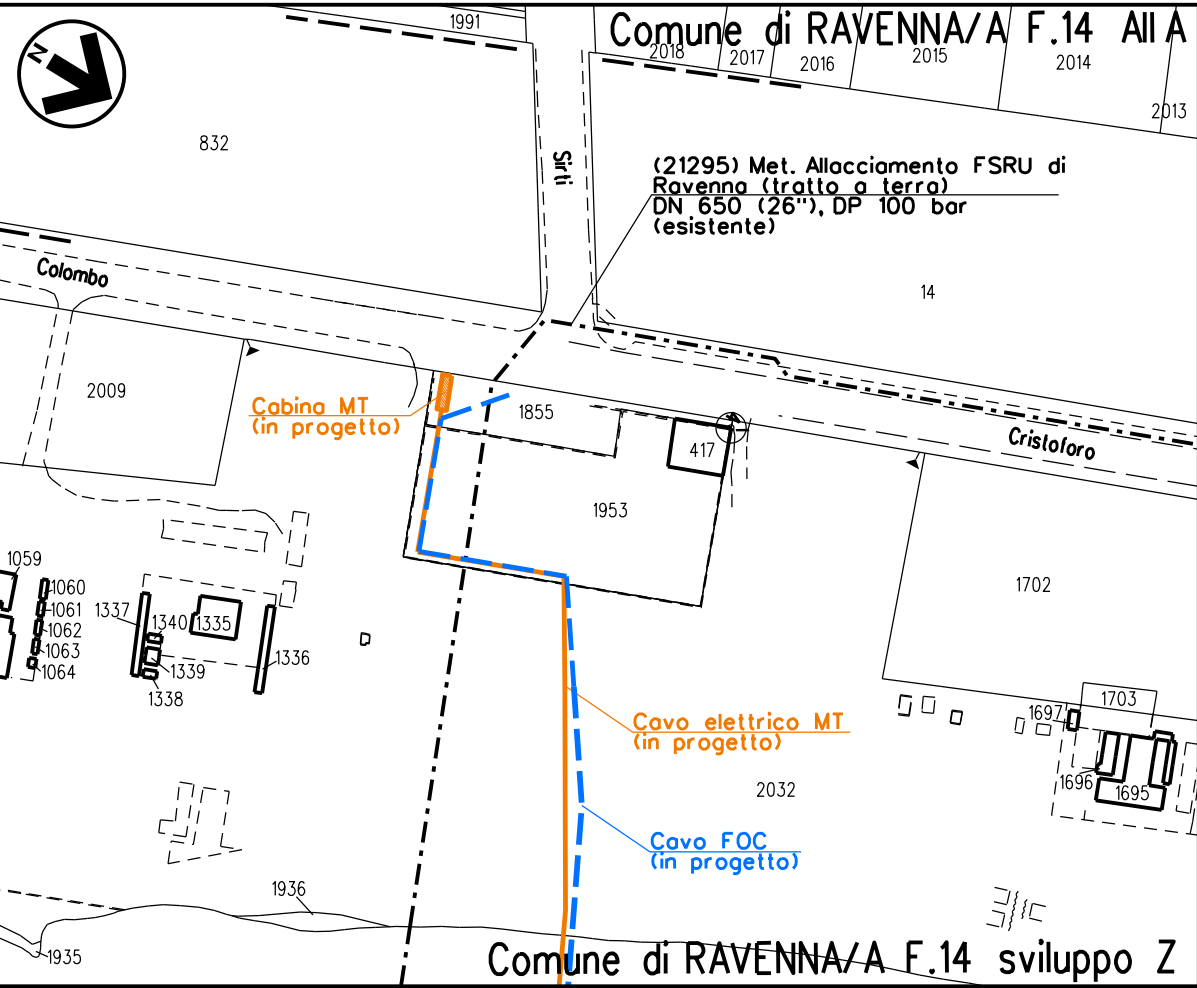 1991
Comune di RAVENNA/A F.14 All A
N
2018
2017
2016
2015
2014
2013
832
Sirti
(21295) Met. Allacciamento FSRU di
Ravenna (tratto a terra)
DN 650 (26"), DP 100 bar
(esistente)
Colombo
14
2009
Cabina MT
(in progetto)
1855
417
Cristoforo
1953
1059
1060
1061
1062
1063
1064
1337
1340
1335
1339
1338
1336
1702
1703
1697
1696
1695
Cavo elettrico MT
(in progetto)
2032
Cavo FOC
(in progetto)
1936
1935
Comune di RAVENNA/A F.14 sviluppo Z